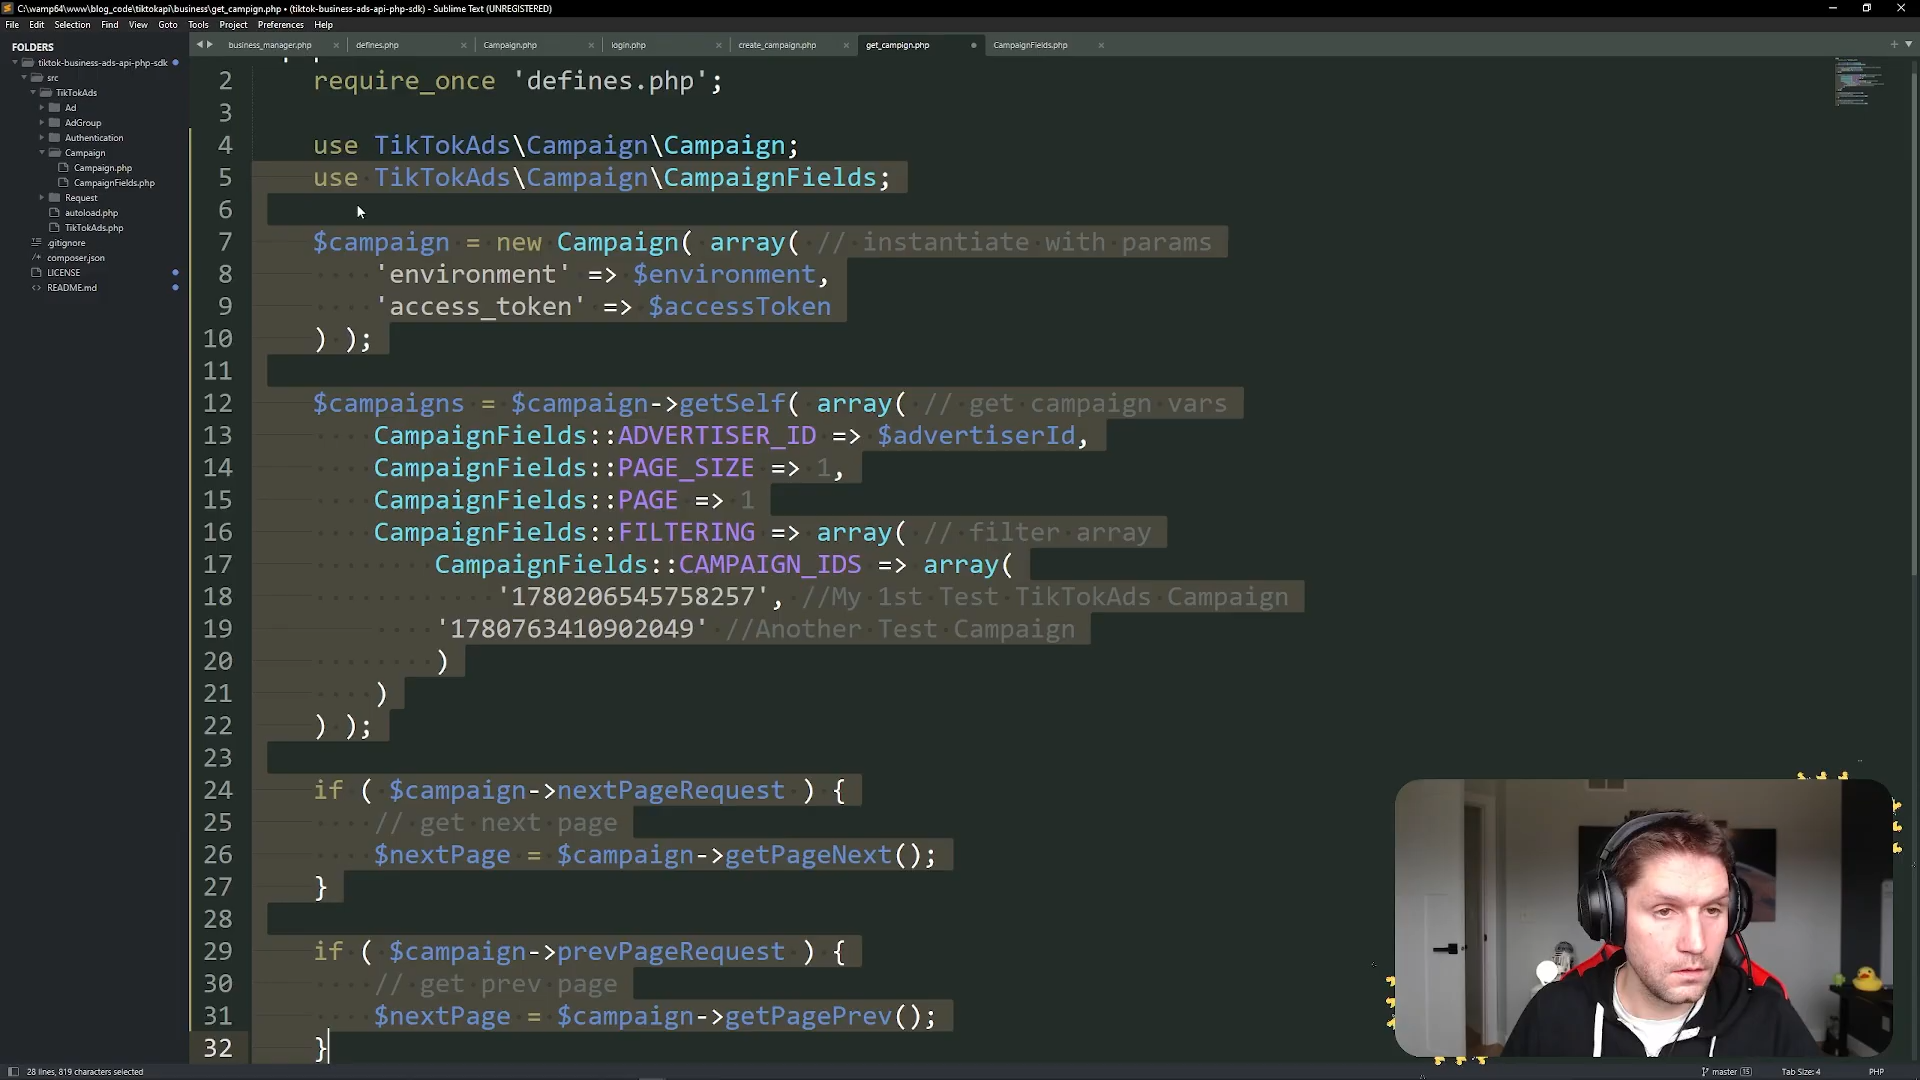 C:\wamp64\www\blog_code\tiktokapi\business\get_campign.php • (tiktok-business-ads-api-php-sdk) - Sublime Text (UNREGISTERED)
File Edit Selection Find View Goto Tools Project Preferences Help
FOLDERS
tiktok-business-ads-api-php-sdk
src
TikTokAds
Ad
AdGroup
Authentication
Campaign
Campaign.php
CampaignFields.php
Request
autoload.php
TikTokAds.php
.gitignore
composer.json
LICENSE
README.md
business_manager.php defines.php Campaign.php login.php create_campaign.php get_campign.php CampaignFields.php
2 require_once 'defines.php';
3
4 use TikTokAds\Campaign\Campaign;
5 use TikTokAds\Campaign\CampaignFields;
6
7 $campaign = new Campaign( array( // instantiate with params
8 'environment' => $environment,
9 'access_token' => $accessToken
10 ) );
11
12 $campaigns = $campaign->getSelf( array( // get campaign vars
13 CampaignFields::ADVERTISER_ID => $advertiserId,
14 CampaignFields::PAGE_SIZE => 1,
15 CampaignFields::PAGE => 1
16 CampaignFields::FILTERING => array( // filter array
17 CampaignFields::CAMPAIGN_IDS => array(
18 '1780206545758257', //My 1st Test TikTokAds Campaign
19 '1780763410902049' //Another Test Campaign
20 )
21 )
22 ) );
23
24 if ( $campaign->nextPageRequest ) {
25 // get next page
26 $nextPage = $campaign->getPageNext();
27 }
28
29 if ( $campaign->prevPageRequest ) {
30 // get prev page
31 $nextPage = $campaign->getPagePrev();
32 }
28 lines, 819 characters selected master 15 Tab Size: 4 PHP